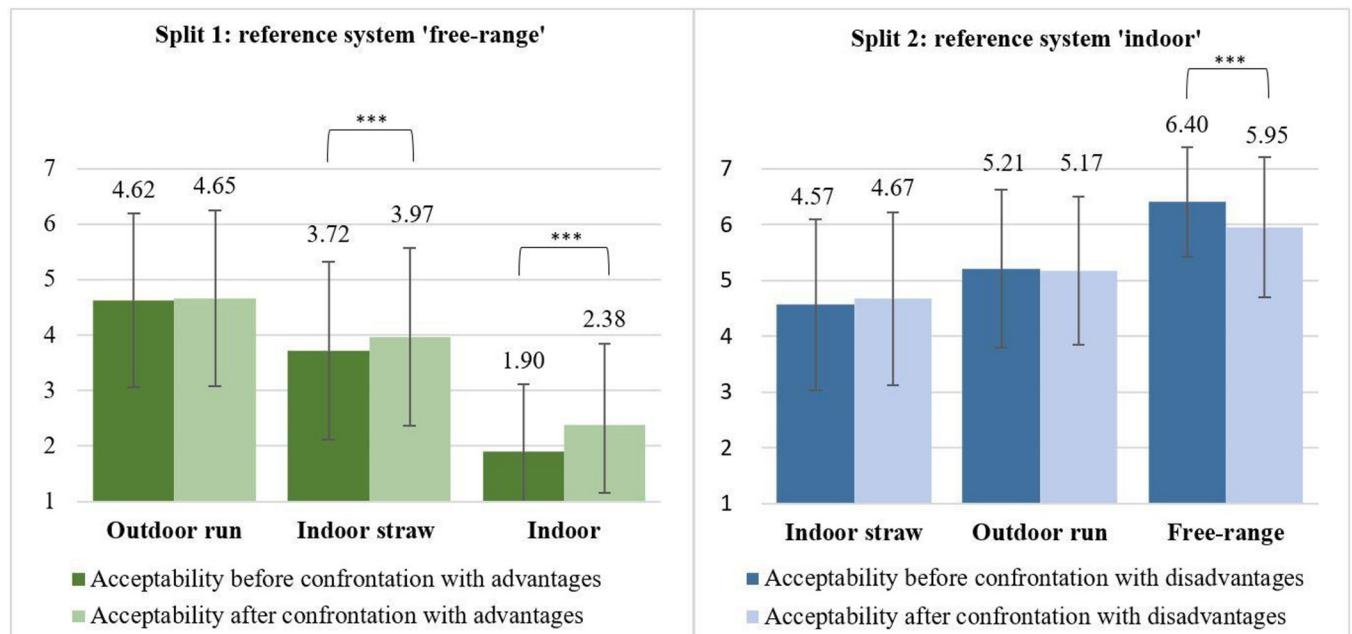 Split 1: reference system 'free-range'
***
***
7
6
5
4
3
2
1
4.62
4.65
3.72
3.97
1.90
2.38
Outdoor run
Indoor straw
Indoor
Acceptability before confrontation with advantages
Acceptability after confrontation with advantages
Split 2: reference system 'indoor'
***
7
6
5
4
3
2
1
4.57
4.67
5.21
5.17
6.40
5.95
Indoor straw
Outdoor run
Free-range
Acceptability before confrontation with disadvantages
Acceptability after confrontation with disadvantages